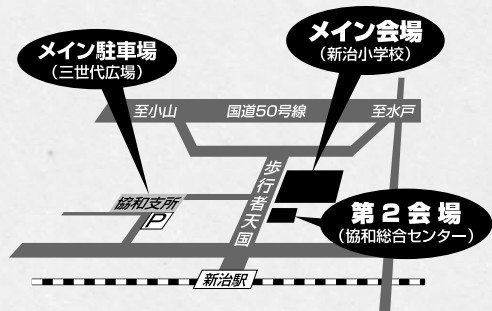 メイン会場
（新治小学校）
メイン駐車場
（三世代広場）
至小山
国道50号線
至水戸
歩行者天国
協和支所
P
第２会場
（協和総合センター）
新治駅